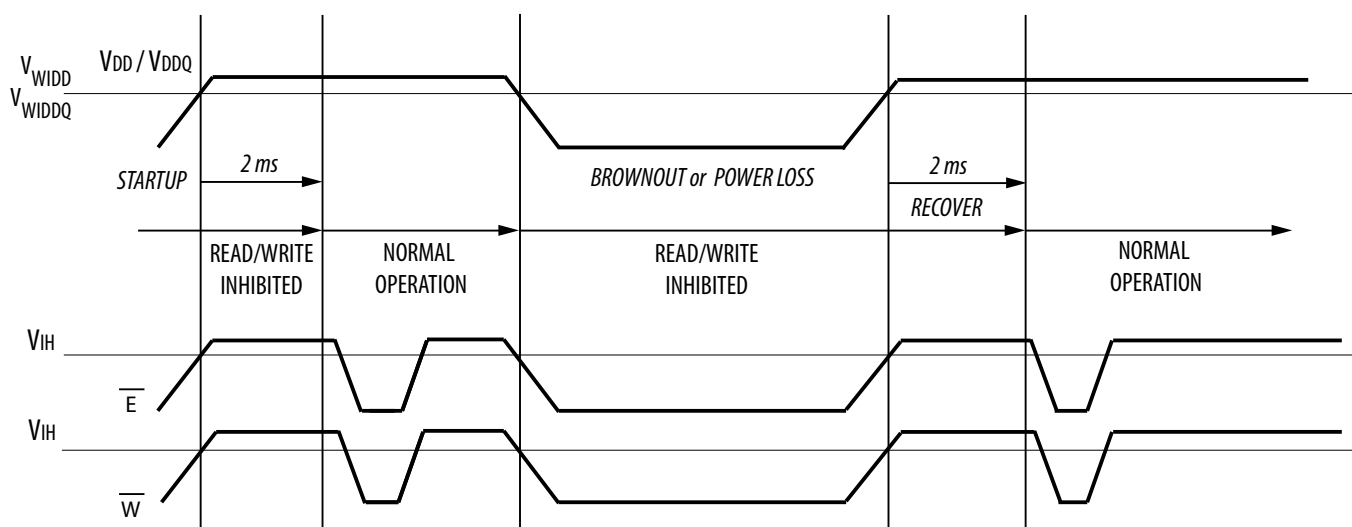 VWIDD
VDD / VDDQ
VWIDDQ
STARTUP
2 ms
BROWNOUT or POWER LOSS
2 ms
RECOVER
READ/WRITE
INHIBITED
NORMAL
OPERATION
READ/WRITE
INHIBITED
NORMAL
OPERATION
VIH
E
VIH
W